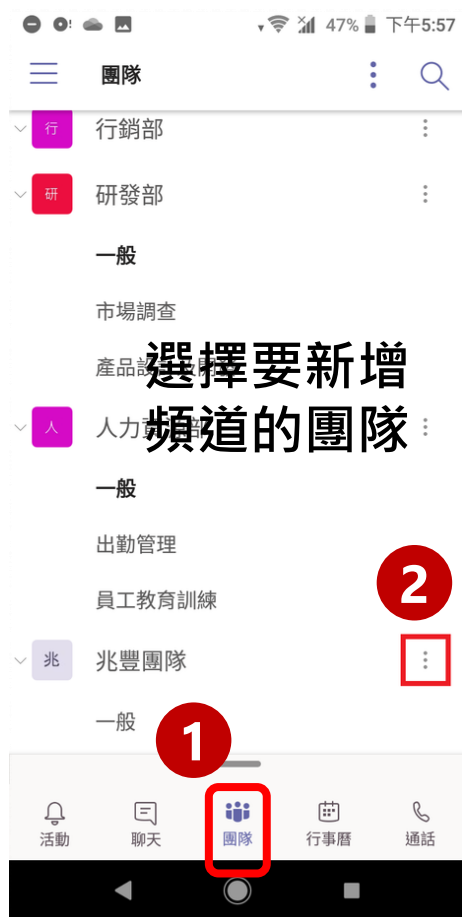 47% 下午5:57
團隊
行 行銷部
研 研發部
一般
市場調查
產品設
選擇要新增
頻道的團隊
人 人力
一般
出勤管理
員工教育訓練
2
兆 兆豐團隊
一般
1
活動 聊天 團隊 行事曆 通話